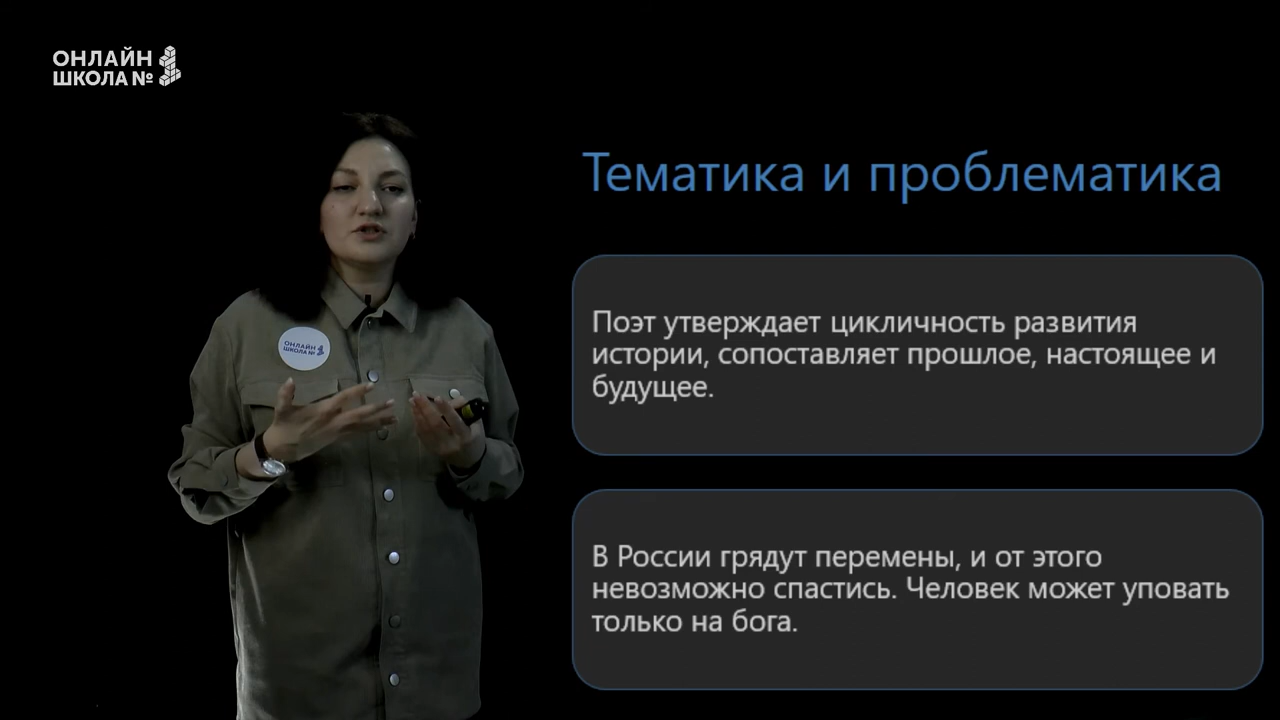 ОНЛАЙН
ШКОЛА №
Тематика и проблематика
ОНЛАЙН
ШКОЛА №
Поэт утверждает цикличность развития
истории, сопоставляет прошлое, настоящее и
будущее.
В России грядут перемены, и от этого
невозможно спастись. Человек может уповать
только на бога.